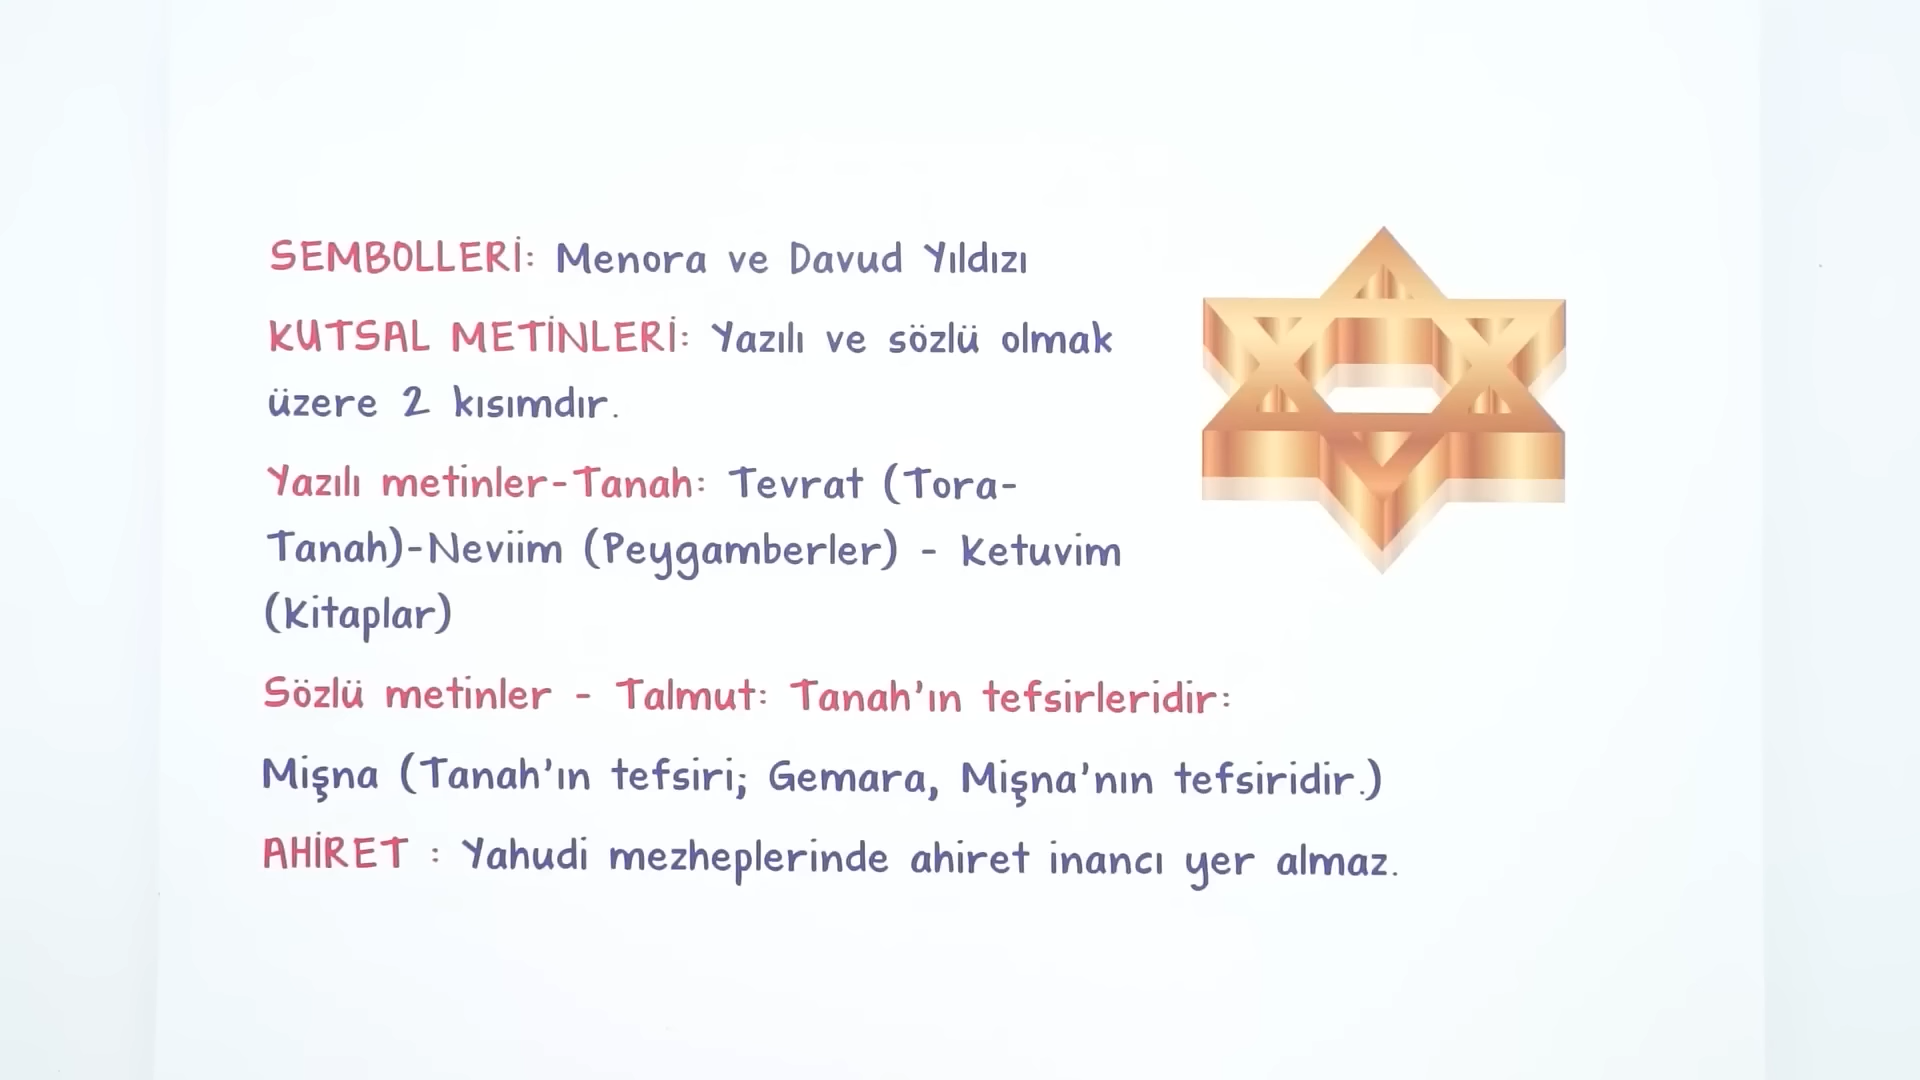 SEMBOLLERİ: Menora ve Davud Yıldızı
KUTSAL METİNLERİ: Yazılı ve sözlü olmak
üzere 2 kısımdır.
Yazılı metinler-Tanah: Tevrat (Tora-
Tanah)-Neviim (Peygamberler) - Ketuvim
(Kitaplar)
Sözlü metinler - Talmut: Tanah'ın tefsirleridir:
Mişna (Tanah'ın tefsiri; Gemara, Mişna'nın tefsiridir.)
AHİRET : Yahudi mezheplerinde ahiret inancı yer almaz.